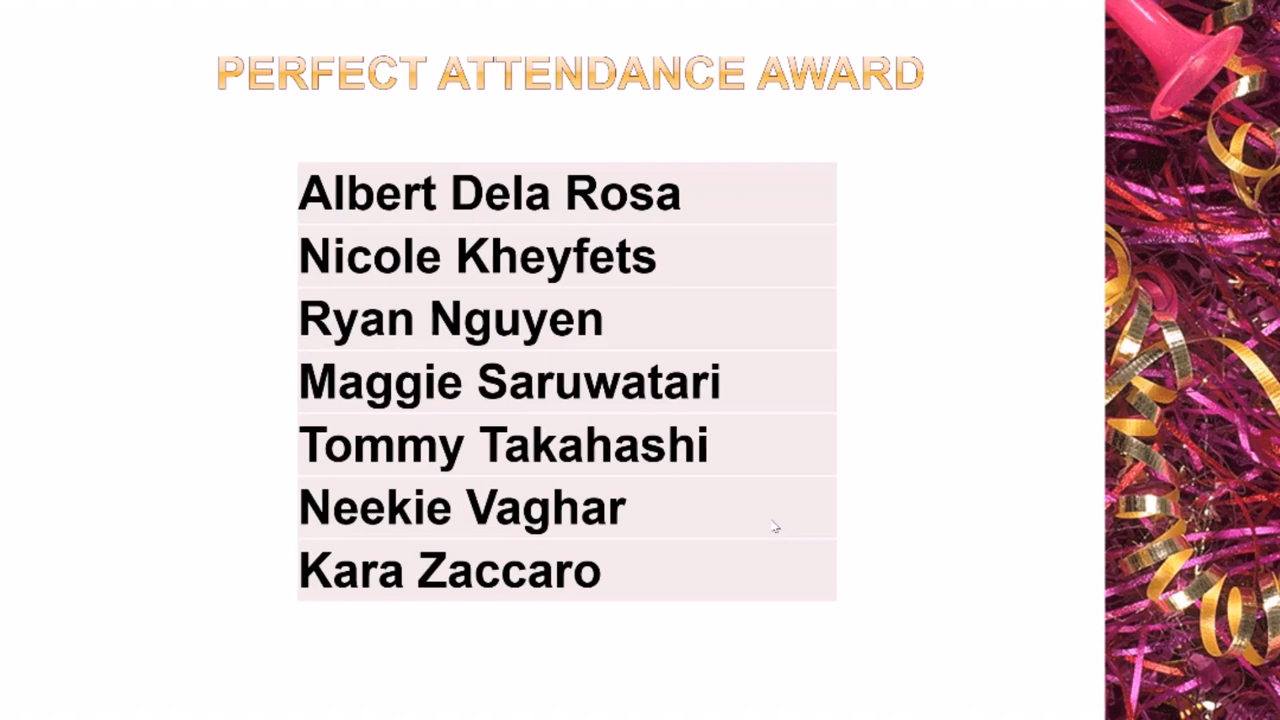 PERFECT ATTENDANCE AWARD
Albert Dela Rosa
Nicole Kheyfets
Ryan Nguyen
Maggie Saruwatari
Tommy Takahashi
Neekie Vaghar
Kara Zaccaro